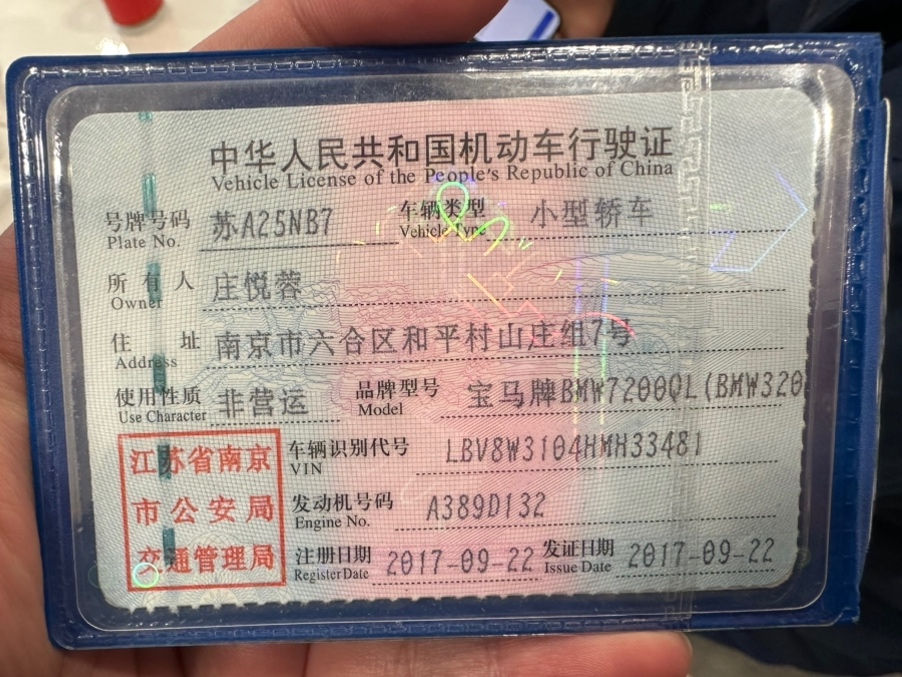 中华人民共和国机动车行驶证
Vehicle License of the People's Republic of China
号牌号码 苏A25NB7 车辆类型 小型轿车
Plate No. Vehicle Type
所有人 庄悦蓉
Owner
住址 南京市六合区和平村山庄组7号
Address
使用性质 非营运 品牌型号 宝马牌BMW7200QL(BMW320
Use Character Model
江苏省南京
市公安局
交通管理局
车辆识别代号 LBV8W3104HMH33481
VIN
发动机号码 A389D132
Engine No.
注册日期 2017-09-22 发证日期 2017-09-22
Register Date Issue Date